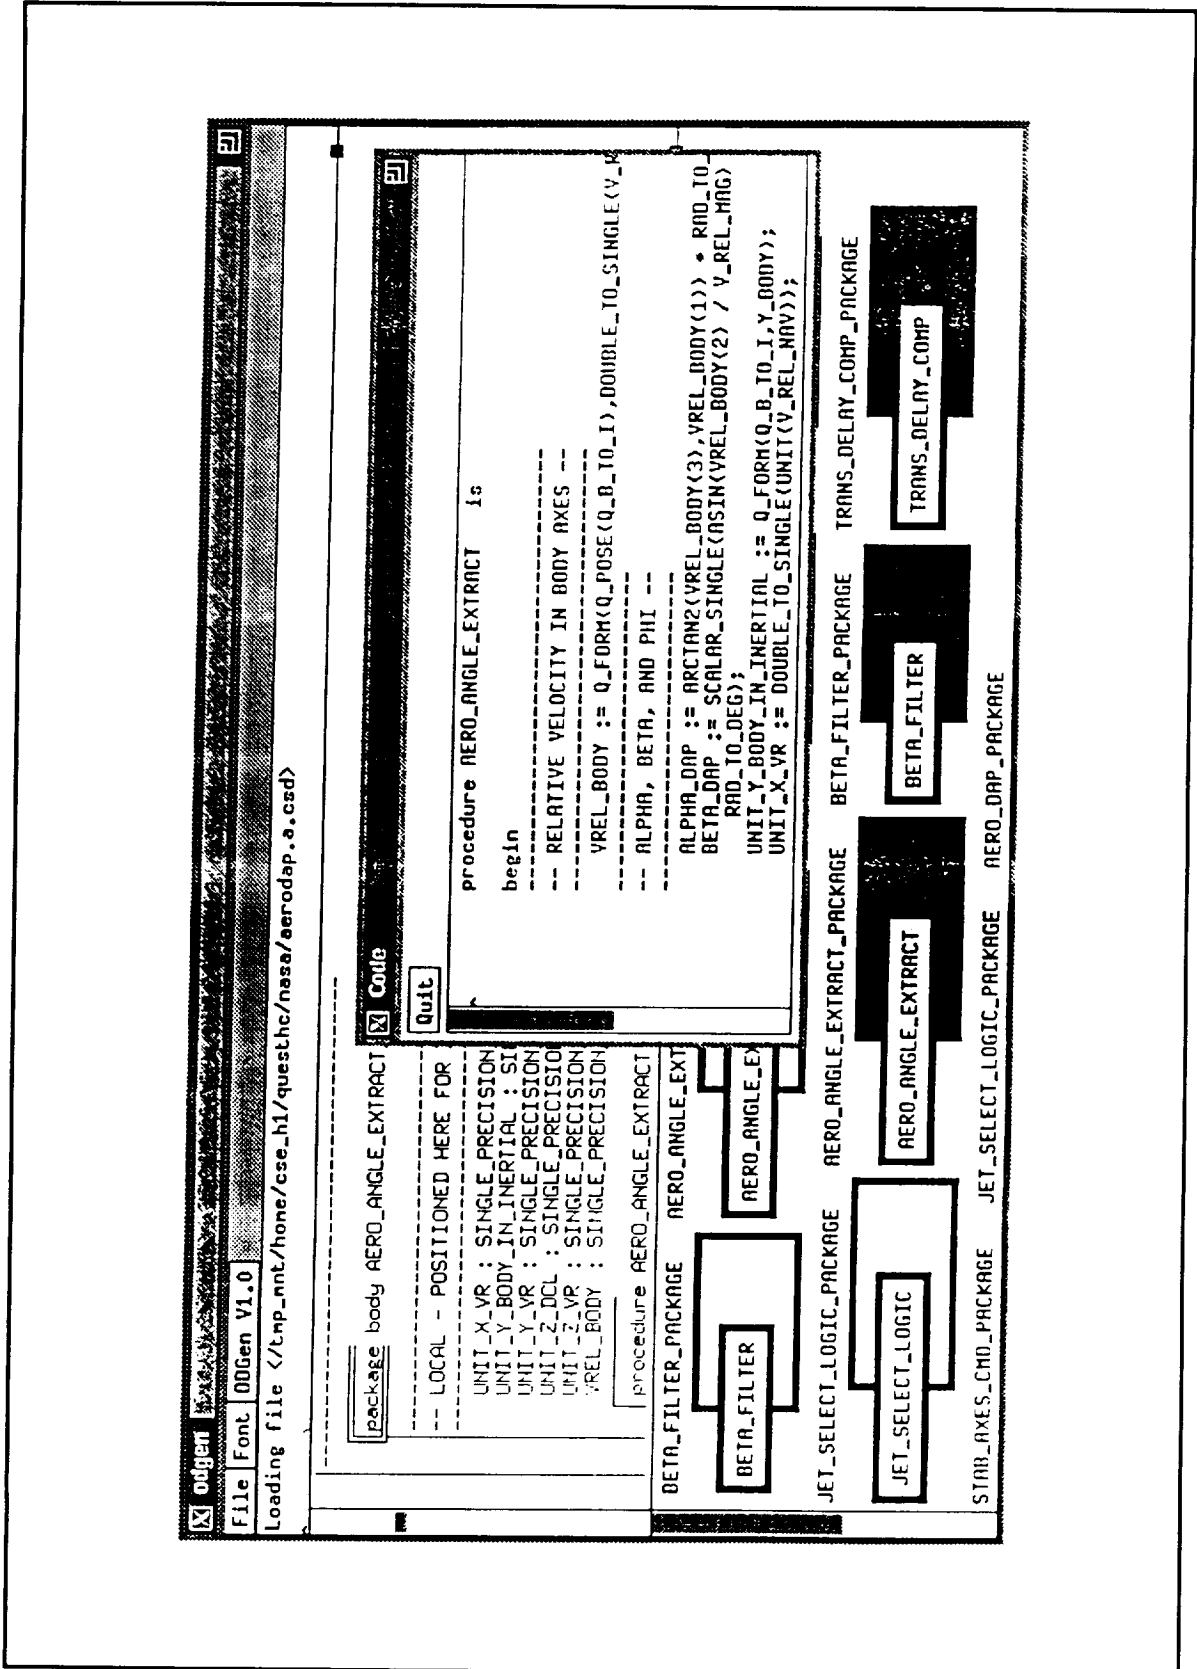 odgen
File Font ODGen V1.0
Loading file </tmp_mnt/home/cse_h1/questhc/nasa/aerodap.a.csd>
package body AERO_ANGLE_EXTRACT
-- LOCAL - POSITIONED HERE FOR
UNIT_X_VR : SINGLE_PRECISION
UNIT_Y_BODY_IN_INERTIAL : SI
UNIT_Y_VR : SINGLE_PRECISION
UNIT_Z_DCL : SINGLE_PRECISIO
UNIT_Z_VR : SINGLE_PRECISION
VREL_BODY : SINGLE_PRECISION
procedure AERO_ANGLE_EXTRACT
Code
Quit
procedure AERO_ANGLE_EXTRACT is
begin
---------------------------------------
-- RELATIVE VELOCITY IN BODY AXES --
---------------------------------------
VREL_BODY := Q_FORM(Q_POSE(Q_B_TO_I),DOUBLE_TO_SINGLE(V_R
----------------------------
-- ALPHA, BETA, AND PHI --
----------------------------
ALPHA_DAP := ARCTAN2(VREL_BODY(3),VREL_BODY(1)) * RAD_TO_
BETA_DAP := SCALAR_SINGLE(ASIN(VREL_BODY(2) / V_REL_MAG)
RAD_TO_DEG);
UNIT_Y_BODY_IN_INERTIAL := Q_FORM(Q_B_TO_I,Y_BODY);
UNIT_X_VR := DOUBLE_TO_SINGLE(UNIT(V_REL_NAV));
BETA_FILTER_PACKAGE AERO_ANGLE_EXT
BETA_FILTER AERO_ANGLE_EX
JET_SELECT_LOGIC_PACKAGE AERO_ANGLE_EXTRACT_PACKAGE BETA_FILTER_PACKAGE TRANS_DELAY_COMP_PACKAGE
JET_SELECT_LOGIC AERO_ANGLE_EXTRACT BETA_FILTER TRANS_DELAY_COMP
STAB_AXES_CMD_PACKAGE JET_SELECT_LOGIC_PACKAGE AERO_DAP_PACKAGE